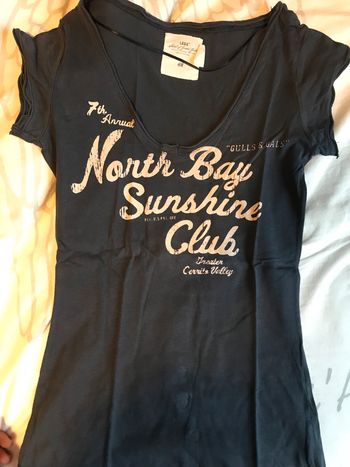 L.O.G.G.
7th
Annual
"GULLS & GALS"
North Bay
Sunshine
Club
Greater
Cerrito Valley